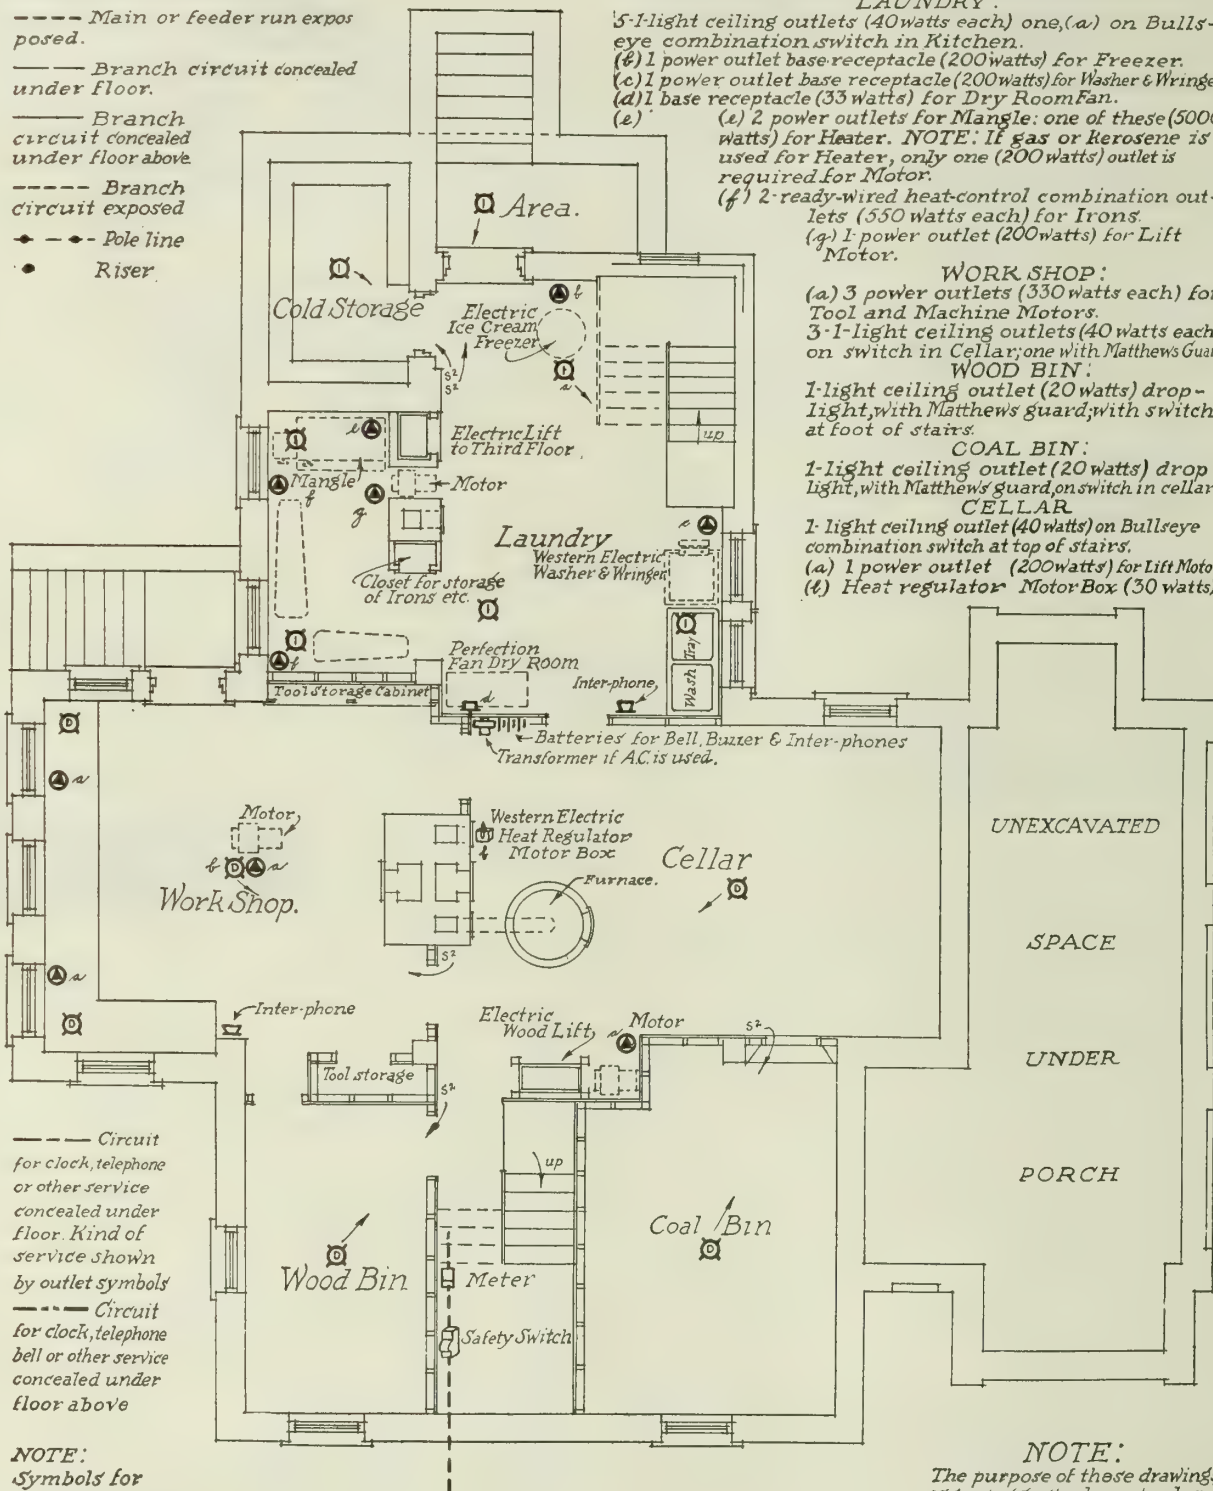 Main or feeder run expos
posed.
Branch circuit concealed
under floor.
Branch
circuit concealed
under floor above
Branch
circuit exposed
Pole line
Riser
LAUNDRY:
5-1-light ceiling outlets (40 watts each) one, (a) on Bulls-
eye combination switch in Kitchen.
(b) 1 power outlet base receptacle (200 watts) for Freezer.
(c) 1 power outlet base receptacle (200 watts) for Washer & Wringe
(d) 1 base receptacle (33 watts) for Dry Room Fan.
(e) (e) 2 power outlets for Mangle: one of these (5000
watts) for Heater. NOTE: If gas or kerosene is
used for Heater, only one (200 watts) outlet is
required for Motor.
(f) 2-ready-wired heat-control combination out-
lets (550 watts each) for Irons.
(g) 1 power outlet (200 watts) for Lift
Motor.
WORK SHOP:
(a) 3 power outlets (330 watts each) for
Tool and Machine Motors.
3-1-light ceiling outlets (40 watts each
on switch in Cellar; one with Matthews Gua
WOOD BIN:
1-light ceiling outlet (20 watts) drop-
light, with Matthews guard; with switch
at foot of stairs.
COAL BIN:
1-light ceiling outlet (20 watts) drop
light, with Matthews guard, on switch in cellar
CELLAR
1-light ceiling outlet (40 watts) on Bullseye
combination switch at top of stairs.
(a) 1 power outlet (200 watts) for Lift Moto
(b) Heat regulator Motor Box (30 watts)
Area.
Cold Storage
b
Electric
Ice Cream
Freezer
S²
S²
a
up
e
Electric Lift
to Third Floor
Mangle
f
Motor
g
c
Laundry
Western Electric
Washer & Wringer
Closet for storage
of Irons etc.
Perfection
Fan Dry Room
f
Tray
Wash
Tool Storage Cabinet
d
Inter-phone
Batteries for Bell, Buzzer & Inter-phones
Transformer if A.C. is used.
D
a
Motor
b D a
Work Shop.
Western Electric
Heat Regulator
Motor Box
b
Cellar
Furnace.
D
S²
a
D
Inter-phone
Electric
Wood Lift
a
Motor
S²
Tool storage
S²
UNEXCAVATED
SPACE
UNDER
PORCH
Circuit
for clock, telephone
or other service
concealed under
floor. Kind of
service shown
by outlet symbols
Circuit
for clock, telephone
bell or other service
concealed under
floor above
up
D
Wood Bin
Coal Bin
D
Meter
Safety Switch
NOTE:
Symbols for
NOTE:
The purpose of these drawings